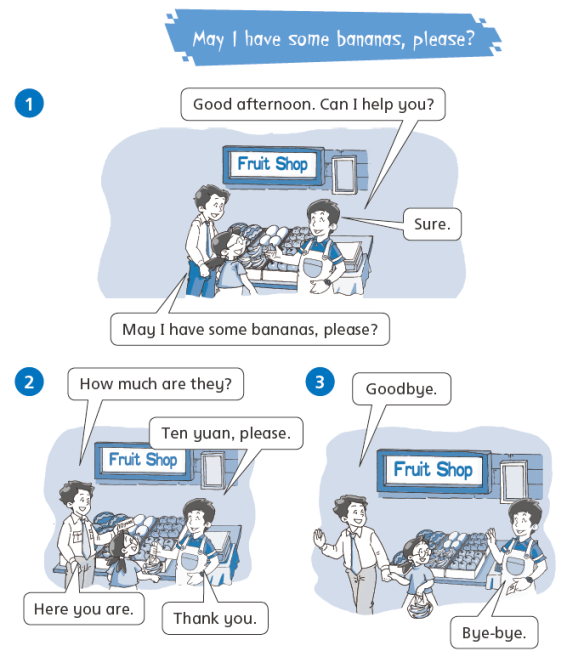 May I have some bananas, please?
1
Good afternoon. Can I help you?
Fruit Shop
Sure.
May I have some bananas, please?
2
How much are they?
Ten yuan, please.
Fruit Shop
Here you are.
Thank you.
3
Goodbye.
Fruit Shop
Bye-bye.